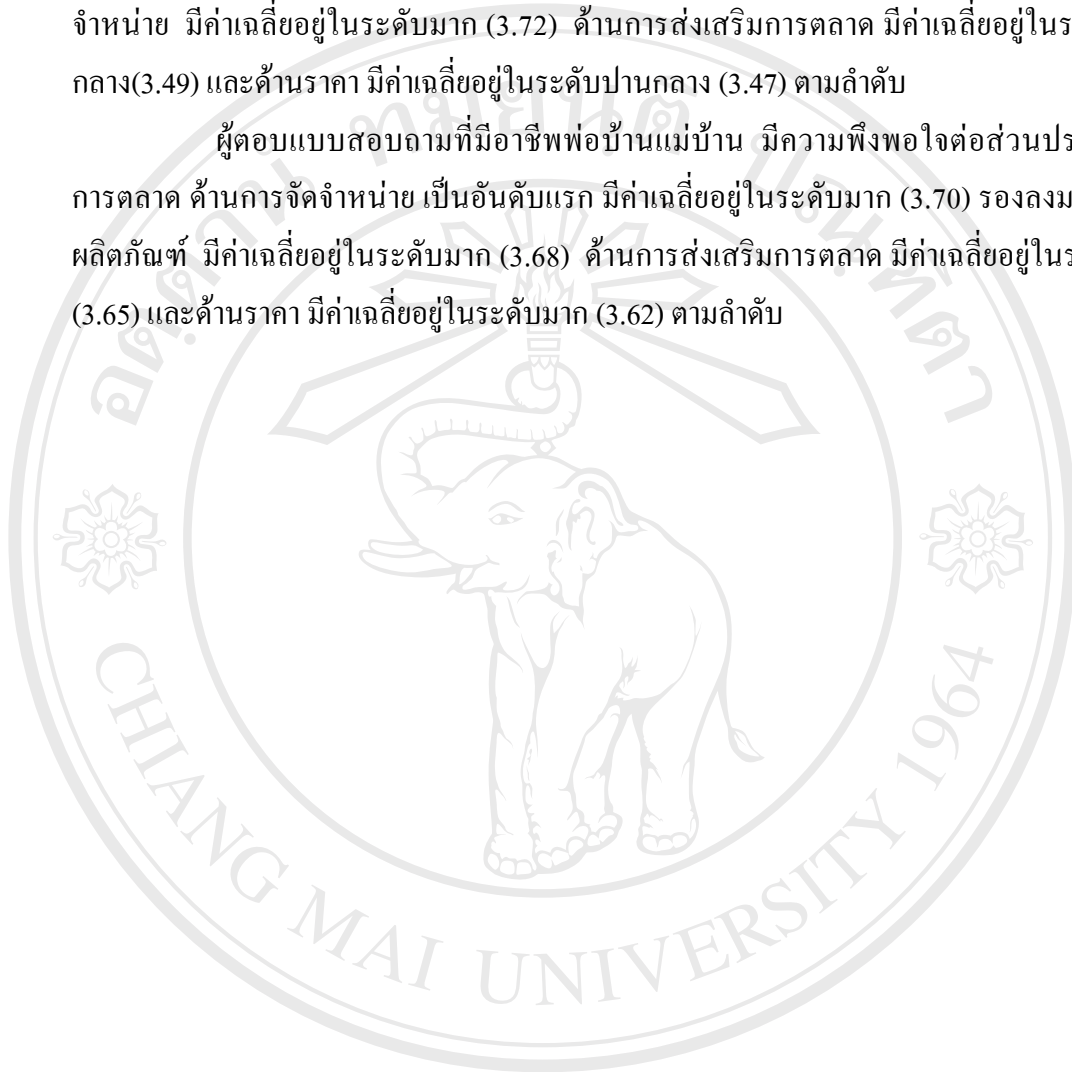 จำหน่าย มีค่าเฉลี่ยอยู่ในระดับมาก (3.72) ด้านการส่งเสริมการตลาด มีค่าเฉลี่ยอยู่ใน
กลาง(3.49) และด้านราคา มีค่าเฉลี่ยอยู่ในระดับปานกลาง (3.47) ตามลำดับ
ผู้ตอบแบบสอบถามที่มีอาชีพพ่อบ้านแม่บ้าน มีความพึงพอใจต่อส่วนประ
การตลาด ด้านการจัดจำหน่าย เป็นอันดับแรก มีค่าเฉลี่ยอยู่ในระดับมาก (3.70) รองลงม
ผลิตภัณฑ์ มีค่าเฉลี่ยอยู่ในระดับมาก (3.68) ด้านการส่งเสริมการตลาด มีค่าเฉลี่ยอยู่ใน
(3.65) และด้านราคา มีค่าเฉลี่ยอยู่ในระดับมาก (3.62) ตามลำดับ
อตฺตานํ ทมยนฺติ ปณฺฑิตา
CHIANG MAI UNIVERSITY 1964